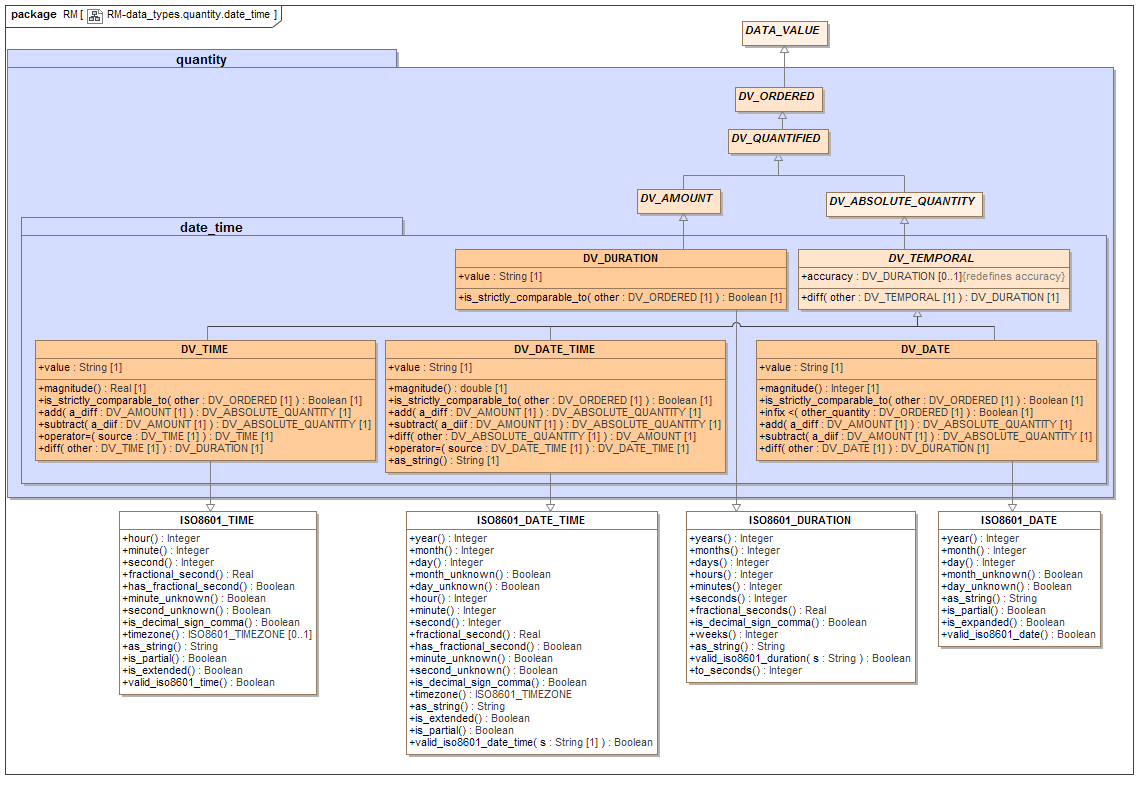 package RM [ RM-data_types.quantity.date_time ]
DATA_VALUE
quantity
DV_ORDERED
DV_QUANTIFIED
DV_AMOUNT
DV_ABSOLUTE_QUANTITY
date_time
DV_DURATION
+value : String [1]
+is_strictly_comparable_to( other : DV_ORDERED [1] ) : Boolean [1]
DV_TEMPORAL
+accuracy : DV_DURATION [0..1]{redefines accuracy}
+diff( other : DV_TEMPORAL [1] ) : DV_DURATION [1]
DV_TIME
+value : String [1]
+magnitude() : Real [1]
+is_strictly_comparable_to( other : DV_ORDERED [1] ) : Boolean [1]
+add( a_diff : DV_AMOUNT [1] ) : DV_ABSOLUTE_QUANTITY [1]
+subtract( a_diif : DV_AMOUNT [1] ) : DV_ABSOLUTE_QUANTITY [1]
+operator=( source : DV_TIME [1] ) : DV_TIME [1]
+diff( other : DV_TIME [1] ) : DV_DURATION [1]
DV_DATE_TIME
+value : String [1]
+magnitude() : double [1]
+is_strictly_comparable_to( other : DV_ORDERED [1] ) : Boolean [1]
+add( a_diff : DV_AMOUNT [1] ) : DV_ABSOLUTE_QUANTITY [1]
+subtract( a_diif : DV_AMOUNT [1] ) : DV_ABSOLUTE_QUANTITY [1]
+diff( other : DV_ABSOLUTE_QUANTITY [1] ) : DV_AMOUNT [1]
+operator=( source : DV_DATE_TIME [1] ) : DV_DATE_TIME [1]
+as_string() : String [1]
DV_DATE
+value : String [1]
+magnitude() : Integer [1]
+is_strictly_comparable_to( other : DV_ORDERED [1] ) : Boolean [1]
+infix <( other_quantity : DV_ORDERED [1] ) : Boolean [1]
+add( a_diff : DV_AMOUNT [1] ) : DV_ABSOLUTE_QUANTITY [1]
+subtract( a_diif : DV_AMOUNT [1] ) : DV_ABSOLUTE_QUANTITY [1]
+diff( other : DV_DATE [1] ) : DV_DURATION [1]
ISO8601_TIME
+hour() : Integer
+minute() : Integer
+second() : Integer
+fractional_second() : Real
+has_fractional_second() : Boolean
+minute_unknown() : Boolean
+second_unknown() : Boolean
+is_decimal_sign_comma() : Boolean
+timezone() : ISO8601_TIMEZONE [0..1]
+as_string() : String
+is_partial() : Boolean
+is_extended() : Boolean
+valid_iso8601_time() : Boolean
ISO8601_DATE_TIME
+year() : Integer
+month() : Integer
+day() : Integer
+month_unknown() : Boolean
+day_unknown() : Boolean
+hour() : Integer
+minute() : Integer
+second() : Integer
+fractional_second() : Real
+has_fractional_second() : Boolean
+minute_unknown() : Boolean
+second_unknown() : Boolean
+is_decimal_sign_comma() : Boolean
+timezone() : ISO8601_TIMEZONE
+as_string() : String
+is_extended() : Boolean
+is_partial() : Boolean
+valid_iso8601_date_time( s : String [1] ) : Boolean
ISO8601_DURATION
+years() : Integer
+months() : Integer
+days() : Integer
+hours() : Integer
+minutes() : Integer
+seconds() : Integer
+fractional_seconds() : Real
+is_decimal_sign_comma() : Boolean
+weeks() : Integer
+as_string() : String
+valid_iso8601_duration( s : String ) : Boolean
+to_seconds() : Integer
ISO8601_DATE
+year() : Integer
+month() : Integer
+day() : Integer
+month_unknown() : Boolean
+day_unknown() : Boolean
+as_string() : String
+is_partial() : Boolean
+is_expanded() : Boolean
+valid_iso8601_date() : Boolean